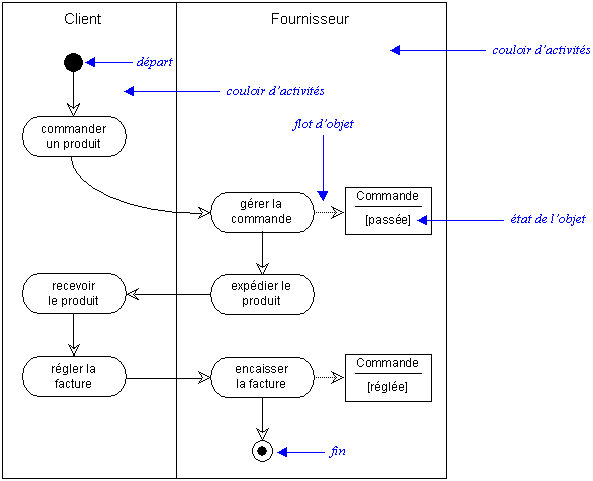 Client
Fournisseur
couloir d'activités
départ
couloir d'activités
commander
un produit
flot d'objet
gérer la
commande
Commande
[passée]
état de l'objet
recevoir
le produit
expédier le
produit
régler la
facture
encaisser
la facture
Commande
[réglée]
fin